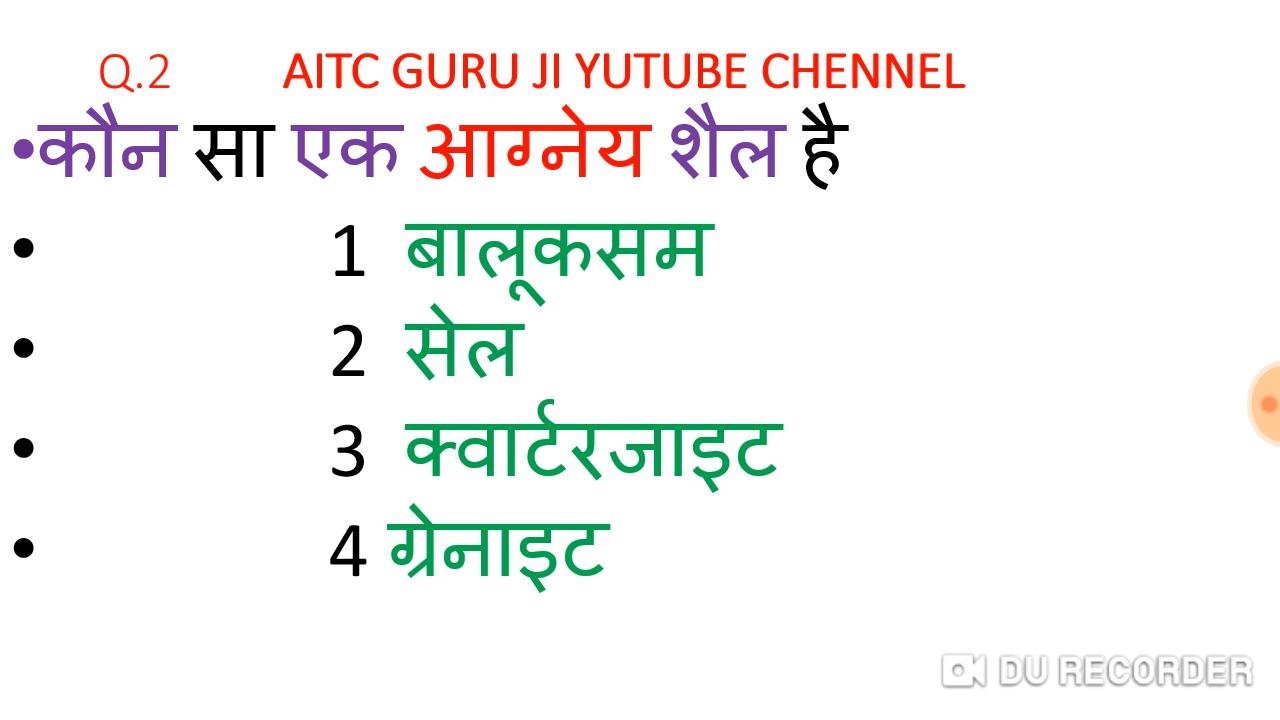 Q.2 AITC GURU JI YUTUBE CHENNEL
•कौन सा एक आग्नेय शैल है
• 1 बालूकसम
• 2 सेल
• 3 क्वार्टरजाइट
• 4 ग्रेनाइट
DU RECORDER